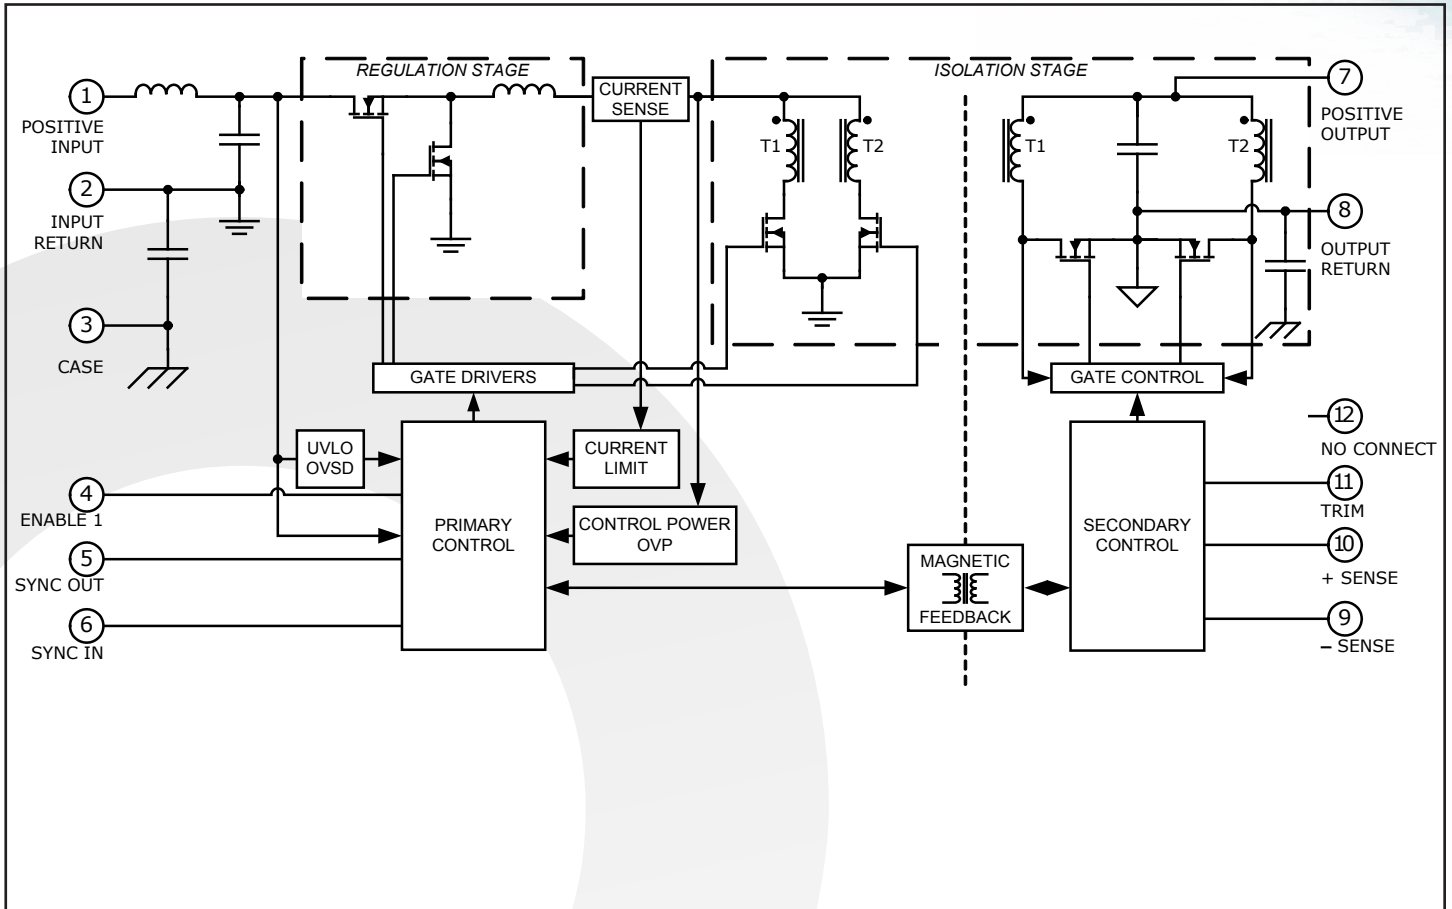 REGULATION STAGE
ISOLATION STAGE
1
POSITIVE
INPUT
2
INPUT
RETURN
3
CASE
CURRENT
SENSE
T1
T2
T1
T2
7
POSITIVE
OUTPUT
8
OUTPUT
RETURN
GATE DRIVERS
GATE CONTROL
UVLO
OVSD
CURRENT
LIMIT
4
ENABLE 1
5
SYNC OUT
6
SYNC IN
PRIMARY
CONTROL
CONTROL POWER
OVP
MAGNETIC
FEEDBACK
SECONDARY
CONTROL
12
NO CONNECT
11
TRIM
10
+ SENSE
9
– SENSE